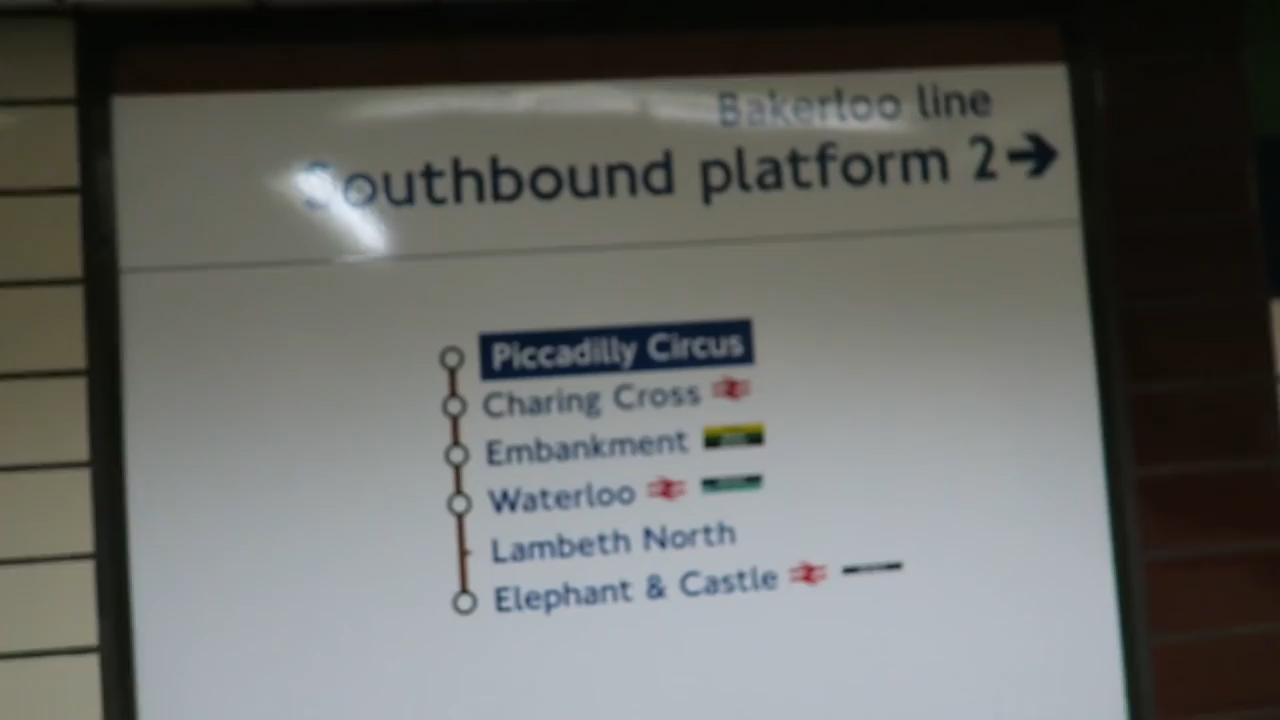 Bakerloo line
Southbound platform 2 →
Piccadilly Circus
Charing Cross
Embankment
Waterloo
Lambeth North
Elephant & Castle